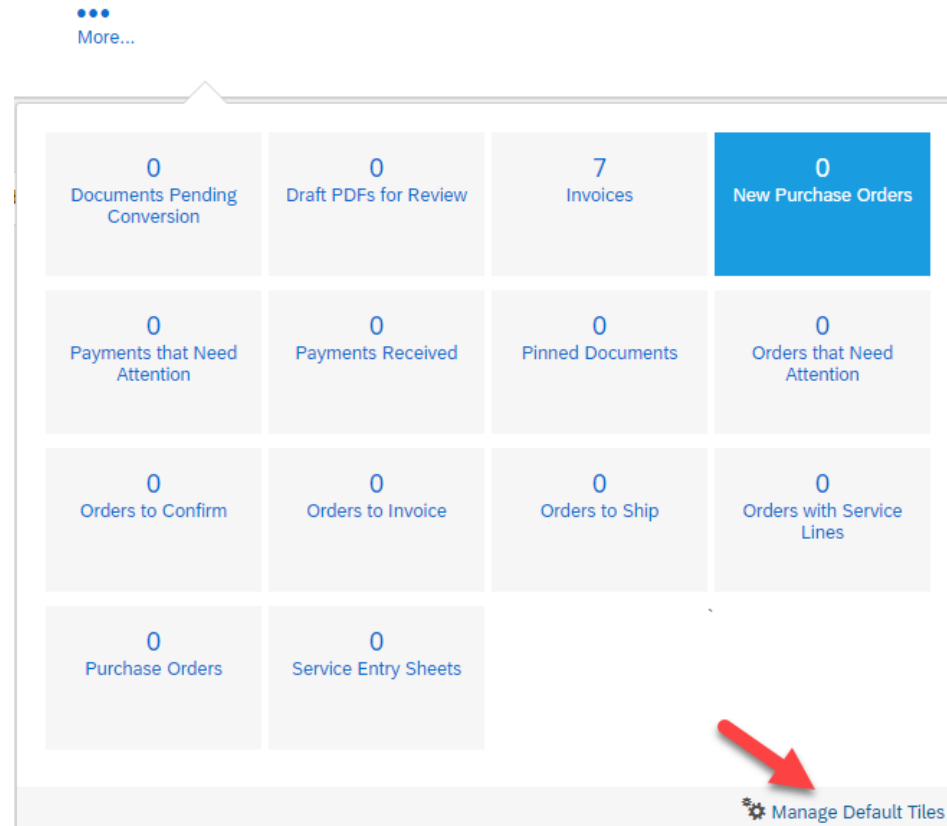 More...
0
Documents Pending
Conversion
0
Draft PDFs for Review
7
Invoices
0
New Purchase Orders
0
Payments that Need
Attention
0
Payments Received
0
Pinned Documents
0
Orders that Need
Attention
0
Orders to Confirm
0
Orders to Invoice
0
Orders to Ship
0
Orders with Service
Lines
0
Purchase Orders
0
Service Entry Sheets
Manage Default Tiles